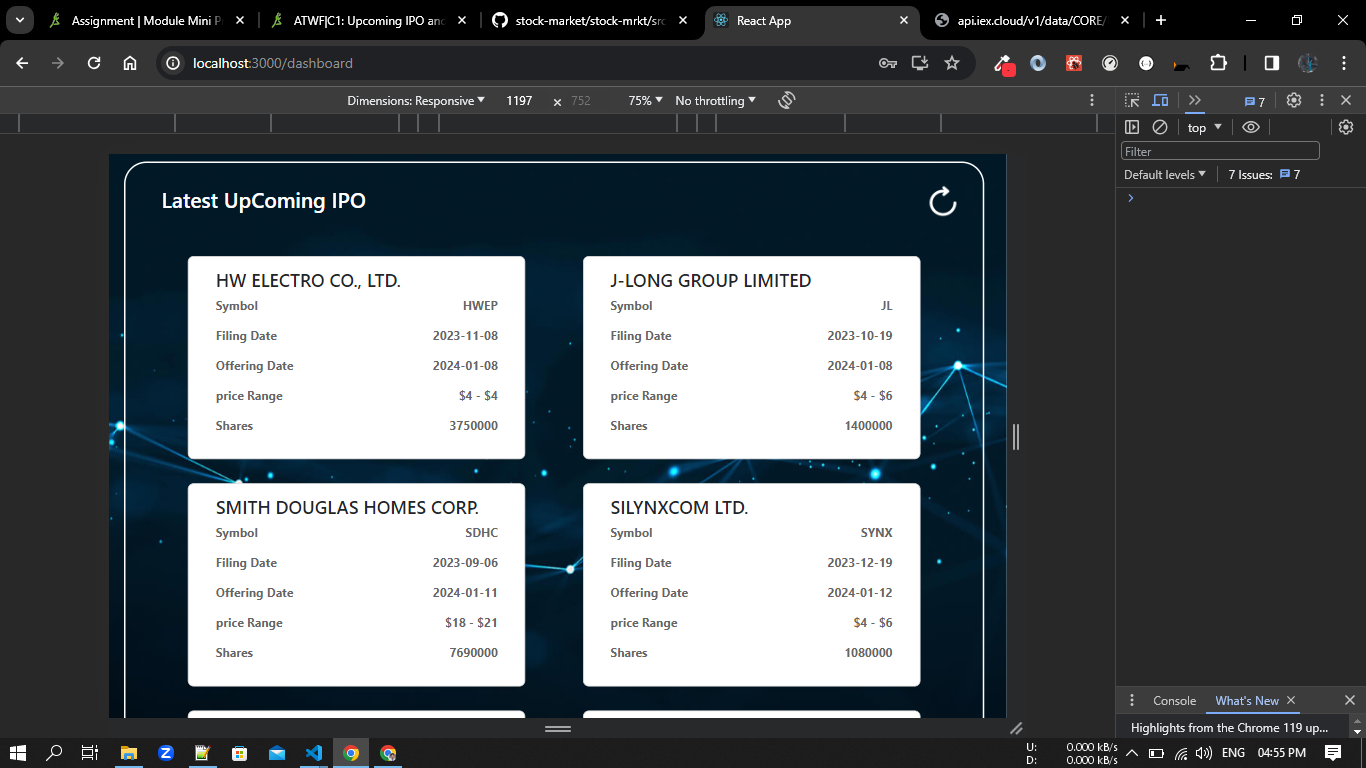 Assignment | Module Mini P
ATWF|C1: Upcoming IPO and
stock-market/stock-mrkt/src
React App
api.iex.cloud/v1/data/CORE/
localhost:3000/dashboard
Dimensions: Responsive 1197 × 752 75% No throttling
7
top
Filter
Default levels 7 Issues: 7
Latest UpComing IPO
HW ELECTRO CO., LTD.
Symbol HWEP
Filing Date 2023-11-08
Offering Date 2024-01-08
price Range $4 - $4
Shares 3750000
J-LONG GROUP LIMITED
Symbol JL
Filing Date 2023-10-19
Offering Date 2024-01-08
price Range $4 - $6
Shares 1400000
SMITH DOUGLAS HOMES CORP.
Symbol SDHC
Filing Date 2023-09-06
Offering Date 2024-01-11
price Range $18 - $21
Shares 7690000
SILYNXCOM LTD.
Symbol SYNX
Filing Date 2023-12-19
Offering Date 2024-01-12
price Range $4 - $6
Shares 1080000
Console What's New
Highlights from the Chrome 119 up...
U: 0.000 kB/s
D: 0.000 kB/s
ENG 04:55 PM